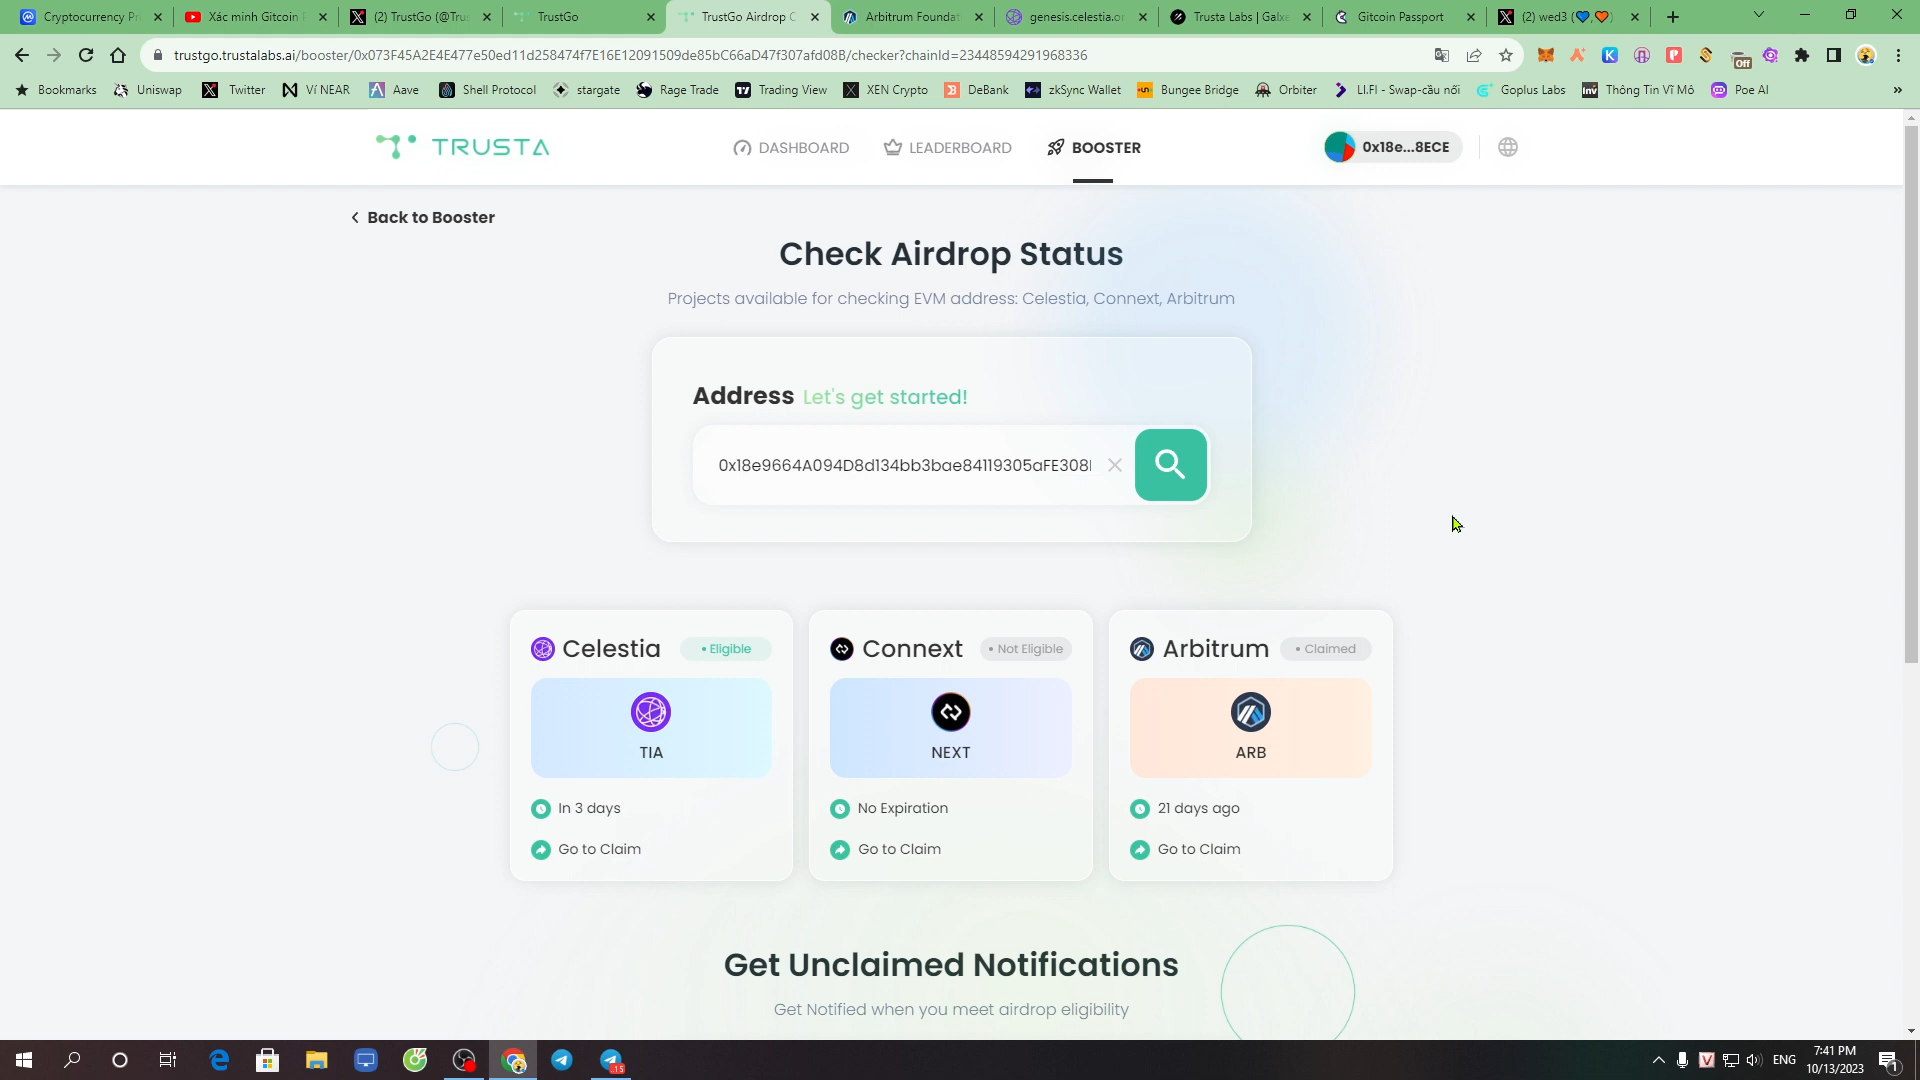 Cryptocurrency Pr
Xác minh Gitcoin P
(2) TrustGo (@Trus
TrustGo
TrustGo Airdrop C
Arbitrum Foundat
genesis.celestia.or
Trusta Labs | Galxe
Gitcoin Passport
(2) wed3 (💙,🧡)
trustgo.trustalabs.ai/booster/0x073F45A2E4E477e50ed11d258474f7E16E12091509de85bC66aD47f307afd08B/checker?chainId=23448594291968336
Off
Bookmarks
Uniswap
Twitter
Ví NEAR
Aave
Shell Protocol
stargate
Rage Trade
Trading View
XEN Crypto
DeBank
zkSync Wallet
Bungee Bridge
Orbiter
LI.FI - Swap-cầu nối
Goplus Labs
Thông Tin Vĩ Mô
Poe AI
TRUSTA
DASHBOARD
LEADERBOARD
BOOSTER
0x18e...8ECE
Back to Booster
Check Airdrop Status
Projects available for checking EVM address: Celestia, Connext, Arbitrum
Address Let's get started!
0x18e9664A094D8d134bb3bae84119305aFE308
Celestia
• Eligible
TIA
In 3 days
Go to Claim
Connext
• Not Eligible
NEXT
No Expiration
Go to Claim
Arbitrum
• Claimed
ARB
21 days ago
Go to Claim
Get Unclaimed Notifications
Get Notified when you meet airdrop eligibility
15
ENG
7:41 PM
10/13/2023
1